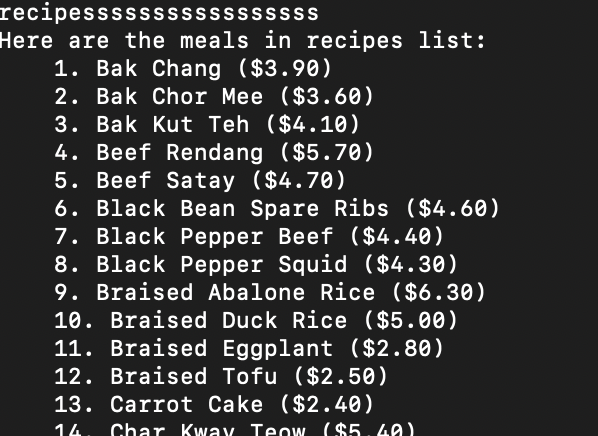 recipesssssssssssssssss
Here are the meals in recipes list:
1. Bak Chang ($3.90)
2. Bak Chor Mee ($3.60)
3. Bak Kut Teh ($4.10)
4. Beef Rendang ($5.70)
5. Beef Satay ($4.70)
6. Black Bean Spare Ribs ($4.60)
7. Black Pepper Beef ($4.40)
8. Black Pepper Squid ($4.30)
9. Braised Abalone Rice ($6.30)
10. Braised Duck Rice ($5.00)
11. Braised Eggplant ($2.80)
12. Braised Tofu ($2.50)
13. Carrot Cake ($2.40)
14. Char Kway Teow ($5.40)